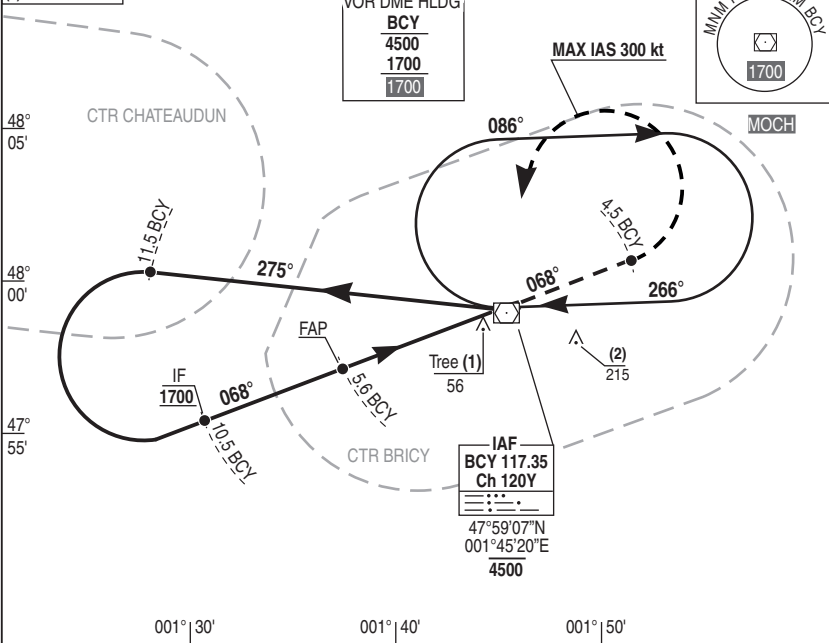 VOR DME HLDG
BCY
4500
1700
1700
MAX IAS 300 kt
BCY
1700
MOCH
48°
05'
CTR CHATEAUDUN
086°
4.5 BCY
11.5 BCY
48°
00'
275°
068°
266°
FAP
5.6 BCY
Tree (1)
56
(2)
215
IF
1700
068°
10.5 BCY
47°
55'
CTR BRICY
IAF
BCY 117.35
Ch 120Y
47°59'07"N
001°45'20"E
4500
001° 30'
001° 40'
001° 50'